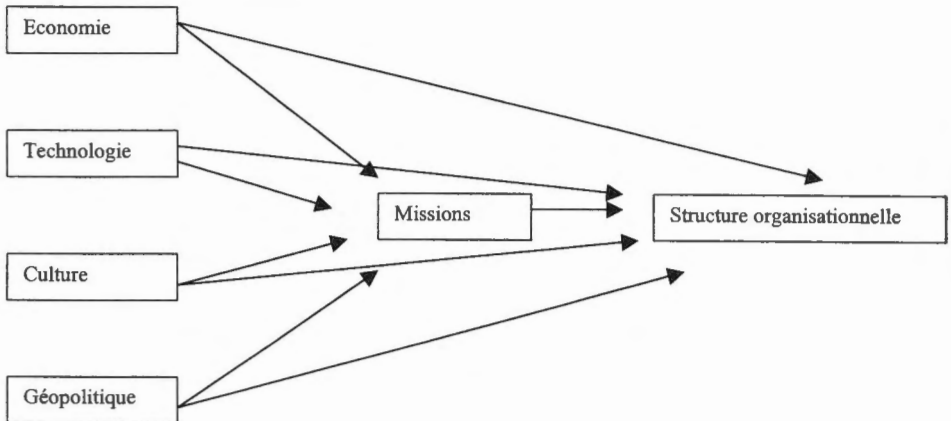 Economie
Technologie
Missions
Structure organisationnelle
Culture
Géopolitique